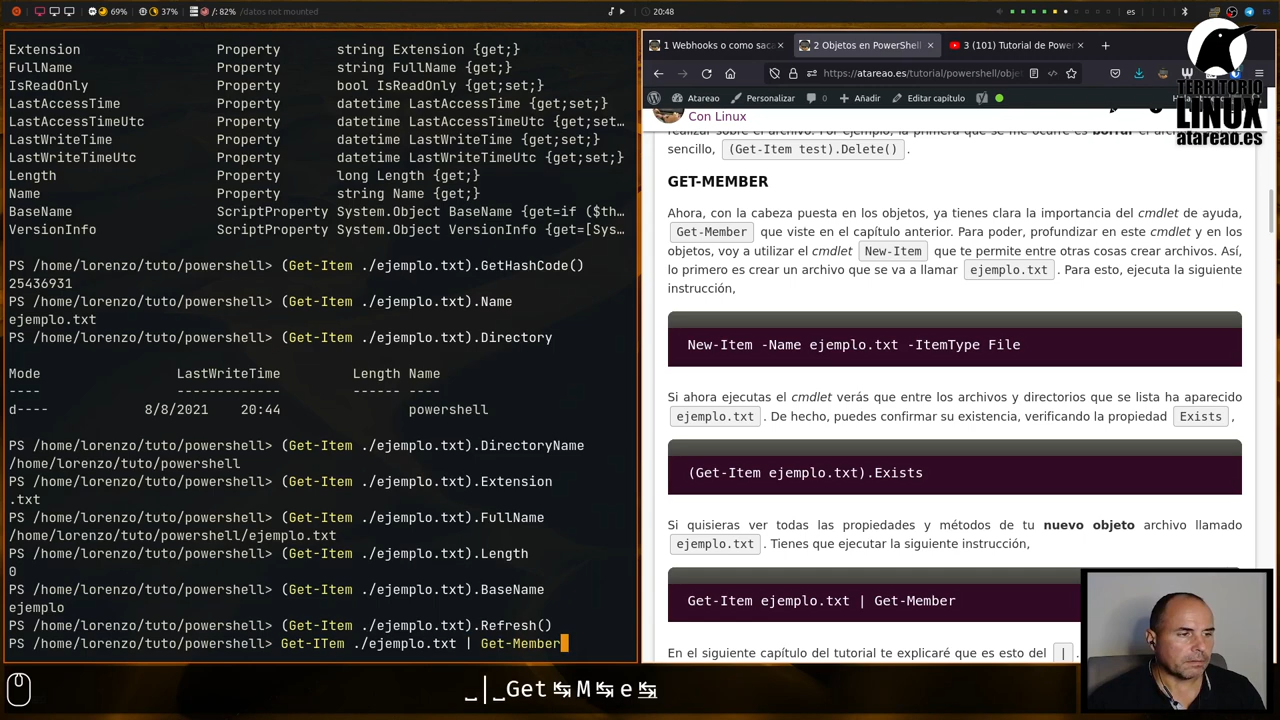 69% 37% /: 82% /datos not mounted
20:48
es
Extension Property string Extension {get;}
FullName Property string FullName {get;}
IsReadOnly Property bool IsReadOnly {get;set;}
LastAccessTime Property datetime LastAccessTime {get;set;}
LastAccessTimeUtc Property datetime LastAccessTimeUtc {get;set…
LastWriteTime Property datetime LastWriteTime {get;set;}
LastWriteTimeUtc Property datetime LastWriteTimeUtc {get;set;}
Length Property long Length {get;}
Name Property string Name {get;}
BaseName ScriptProperty System.Object BaseName {get=if ($th…
VersionInfo ScriptProperty System.Object VersionInfo {get=[Sys…
PS /home/lorenzo/tuto/powershell> (Get-Item ./ejemplo.txt).GetHashCode()
25436931
PS /home/lorenzo/tuto/powershell> (Get-Item ./ejemplo.txt).Name
ejemplo.txt
PS /home/lorenzo/tuto/powershell> (Get-Item ./ejemplo.txt).Directory
Mode LastWriteTime Length Name
---- ------------- ------ ----
d---- 8/8/2021 20:44 powershell
PS /home/lorenzo/tuto/powershell> (Get-Item ./ejemplo.txt).DirectoryName
/home/lorenzo/tuto/powershell
PS /home/lorenzo/tuto/powershell> (Get-Item ./ejemplo.txt).Extension
.txt
PS /home/lorenzo/tuto/powershell> (Get-Item ./ejemplo.txt).FullName
/home/lorenzo/tuto/powershell/ejemplo.txt
PS /home/lorenzo/tuto/powershell> (Get-Item ./ejemplo.txt).Length
0
PS /home/lorenzo/tuto/powershell> (Get-Item ./ejemplo.txt).BaseName
ejemplo
PS /home/lorenzo/tuto/powershell> (Get-Item ./ejemplo.txt).Refresh()
PS /home/lorenzo/tuto/powershell> Get-ITem ./ejemplo.txt | Get-Member
1 Webhooks o como saca 2 Objetos en PowerShell 3 (101) Tutorial de Power
https://atareao.es/tutorial/powershell/obje
Atareao Personalizar 0 Añadir Editar capítulo
TERRITORIO
LINUX
atareao.es
Con Linux
sencillo, (Get-Item test).Delete() .
GET-MEMBER
Ahora, con la cabeza puesta en los objetos, ya tienes clara la importancia del cmdlet de ayuda,
Get-Member que viste en el capítulo anterior. Para poder, profundizar en este cmdlet y en los
objetos, voy a utilizar el cmdlet New-Item que te permite entre otras cosas crear archivos. Así,
lo primero es crear un archivo que se va a llamar ejemplo.txt . Para esto, ejecuta la siguiente
instrucción,
New-Item -Name ejemplo.txt -ItemType File
Si ahora ejecutas el cmdlet verás que entre los archivos y directorios que se lista ha aparecido
ejemplo.txt . De hecho, puedes confirmar su existencia, verificando la propiedad Exists ,
(Get-Item ejemplo.txt).Exists
Si quisieras ver todas las propiedades y métodos de tu nuevo objeto archivo llamado
ejemplo.txt . Tienes que ejecutar la siguiente instrucción,
Get-Item ejemplo.txt | Get-Member
En el siguiente capítulo del tutorial te explicaré que es esto del | .
␣|␣Get↹M↹e↹